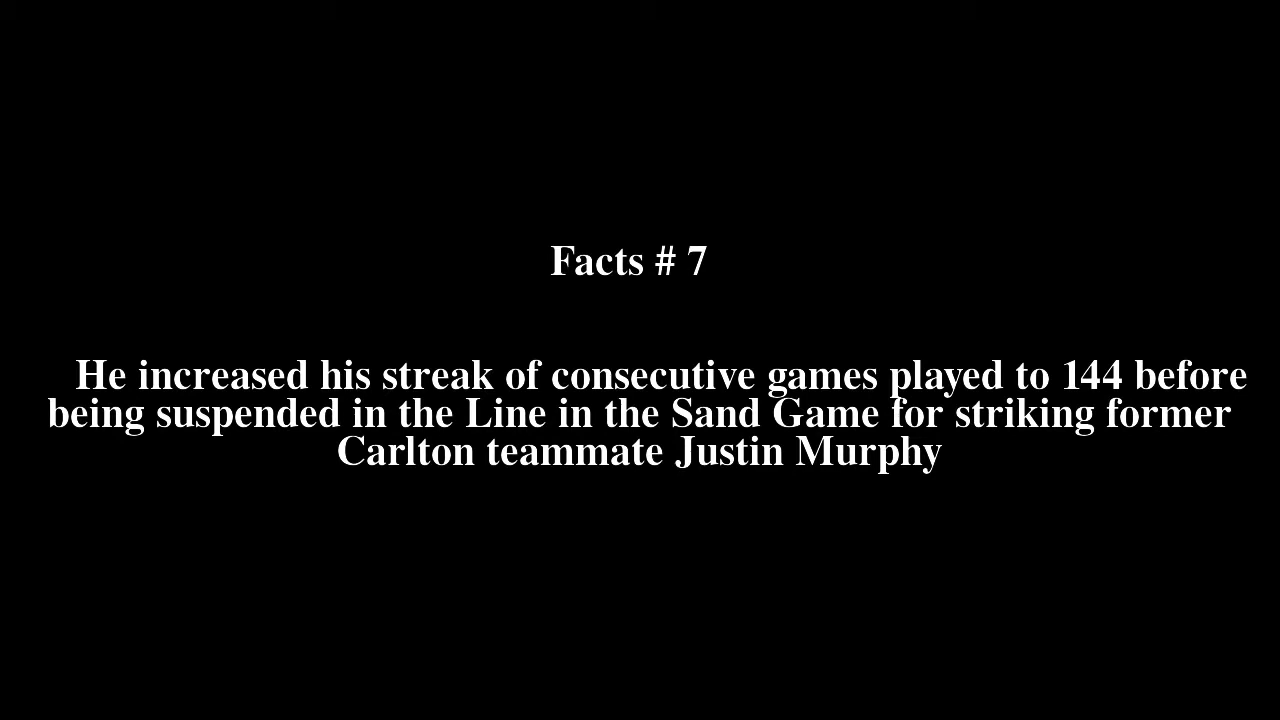 Facts # 7
He increased his streak of consecutive games played to 144 before
being suspended in the Line in the Sand Game for striking former
Carlton teammate Justin Murphy